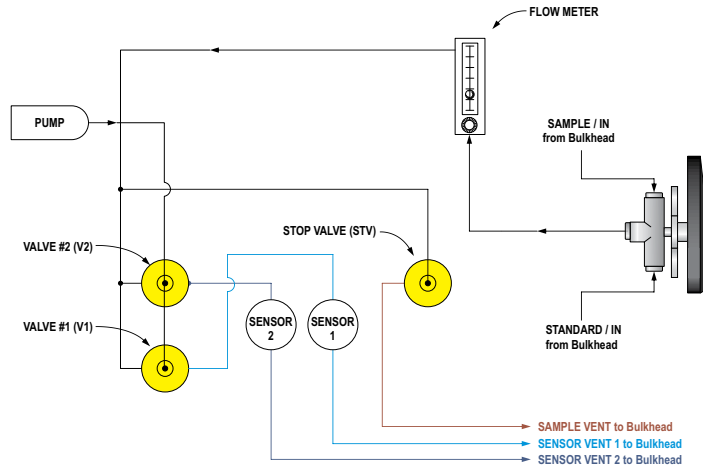 FLOW METER
PUMP
SAMPLE / IN
from Bulkhead
STOP VALVE (STV)
VALVE #2 (V2)
SENSOR
2
SENSOR
1
VALVE #1 (V1)
STANDARD / IN
from Bulkhead
SAMPLE VENT to Bulkhead
SENSOR VENT 1 to Bulkhead
SENSOR VENT 2 to Bulkhead